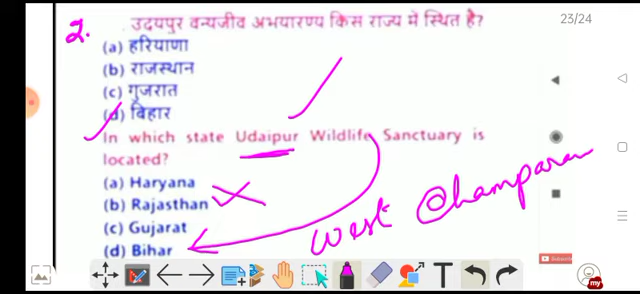 23/24
2. उदयपुर वन्यजीव अभयारण्य किस राज्य में स्थित है?
(a) हरियाणा
(b) राजस्थान
(c) गुजरात
(d) बिहार
In which state Udaipur Wildlife Sanctuary is
located?
(a) Haryana
(b) Rajasthan
(c) Gujarat
(d) Bihar
West Champaran
T
my